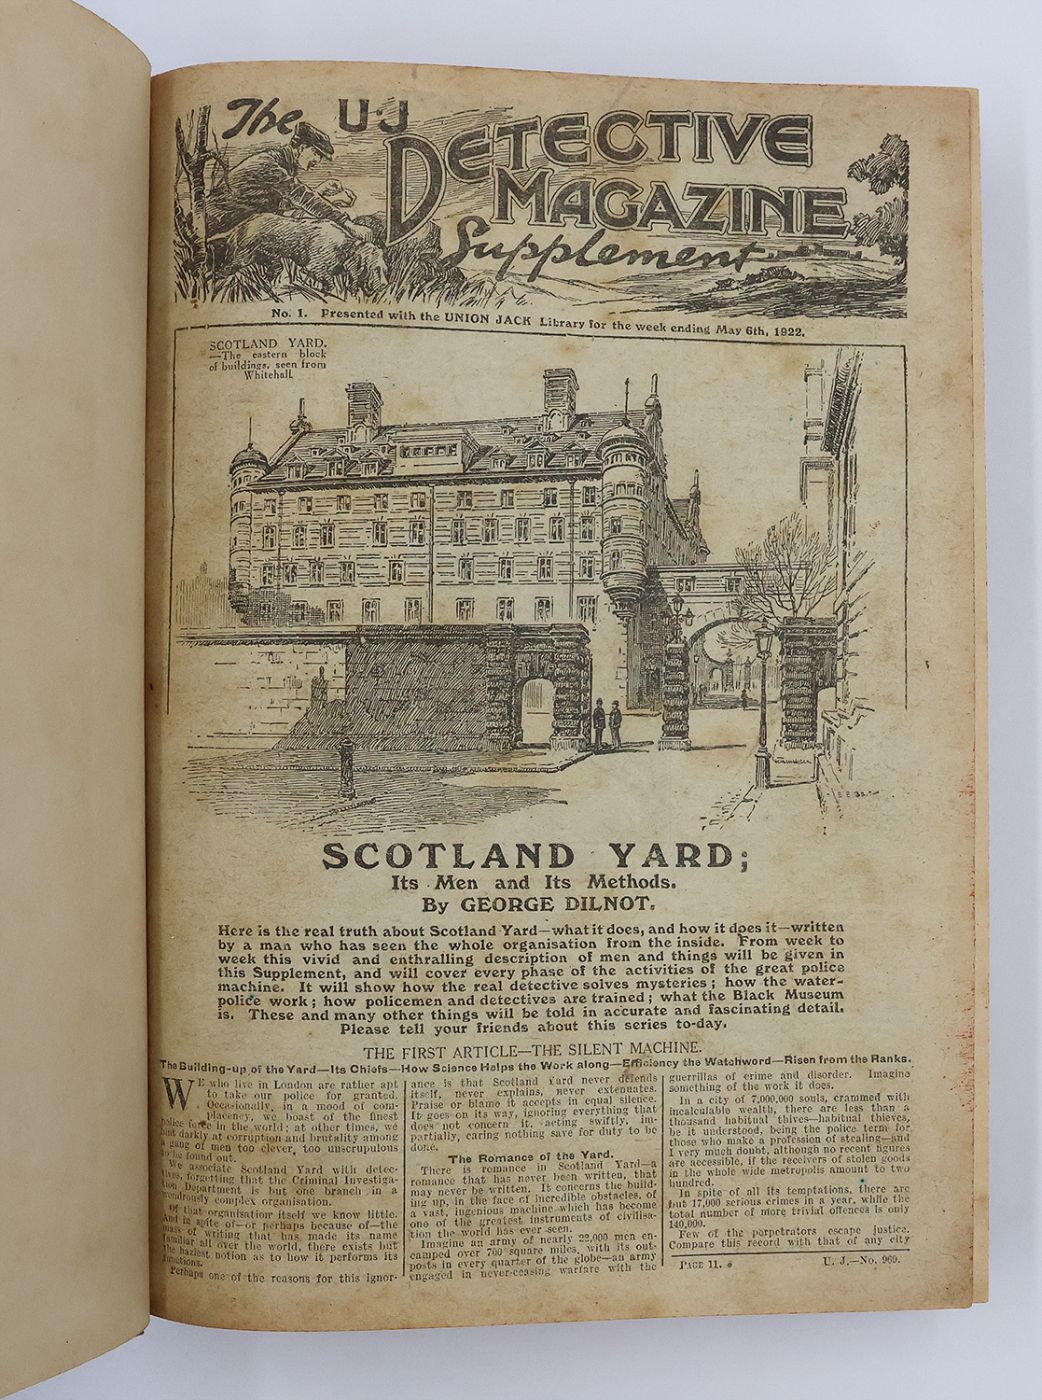 The U.J
DETECTIVE
MAGAZINE
Supplement
No. 1. Presented with the UNION JACK Library for the week ending May 6th, 1922.
SCOTLAND YARD.
—The eastern block
of buildings, seen from
Whitehall.
SCOTLAND YARD;
Its Men and Its Methods.
By GEORGE DILNOT.
Here is the real truth about Scotland Yard—what it does, and how it does it—written
by a man who has seen the whole organisation from the inside. From week to
week this vivid and enthralling description of men and things will be given in
this Supplement, and will cover every phase of the activities of the great police
machine. It will show how the real detective solves mysteries; how the water-
police work; how policemen and detectives are trained; what the Black Museum
is. These and many other things will be told in accurate and fascinating detail.
Please tell your friends about this series to-day.
THE FIRST ARTICLE—THE SILENT MACHINE.
The Building-up of the Yard—Its Chiefs—How Science Helps the Work along—Efficiency the Watchword—Risen from the Ranks.
WE who live in London are rather apt
to take our police for granted.
Occasionally, in a mood of com-
placency, we boast of the finest
police force in the world; at other times, we
hint darkly at corruption and brutality among
a gang of men too clever, too unscrupulous
to be found out.
We associate Scotland Yard with detec-
tives, forgetting that the Criminal Investiga-
tion Department is but one branch in a
wondrously complex organisation.
Of that organisation itself we know little.
And in spite of—or perhaps because of—the
mass of writing that has made its name
familiar all over the world, there exists but
the haziest notion as to how it performs its
functions.
Perhaps one of the reasons for this ignor-
ance is that Scotland Yard never defends
itself, never explains, never extenuates.
Praise or blame it accepts in equal silence.
It goes on its way, ignoring everything that
does not concern it, acting swiftly, im-
partially, caring nothing save for duty to be
done.
The Romance of the Yard.
There is romance in Scotland Yard—a
romance that has never been written, that
may never be written. It concerns the build-
ing up, in the face of incredible obstacles, of
a vast, ingenious machine which has become
one of the greatest instruments of civilisa-
tion the world has ever seen.
Imagine an army of nearly 22,000 men en-
camped over 700 square miles, with its out-
posts in every quarter of the globe—an army
engaged in never-ceasing warfare with the
guerrillas of crime and disorder. Imagine
something of the work it does.
In a city of 7,000,000 souls, crammed with
incalculable wealth, there are less than a
thousand habitual thives—habitual thieves,
be it understood, being the police term for
those who make a profession of stealing—and
I very much doubt, although no recent figures
are accessible, if the receivers of stolen goods
in the whole wide metropolis amount to two
hundred.
In spite of all its temptations, there are
but 17,000 serious crimes in a year, while the
total number of more trivial offences is only
140,000.
Few of the perpetrators escape justice.
Compare this record with that of any city
PAGE 11.
U. J.—No. 969.